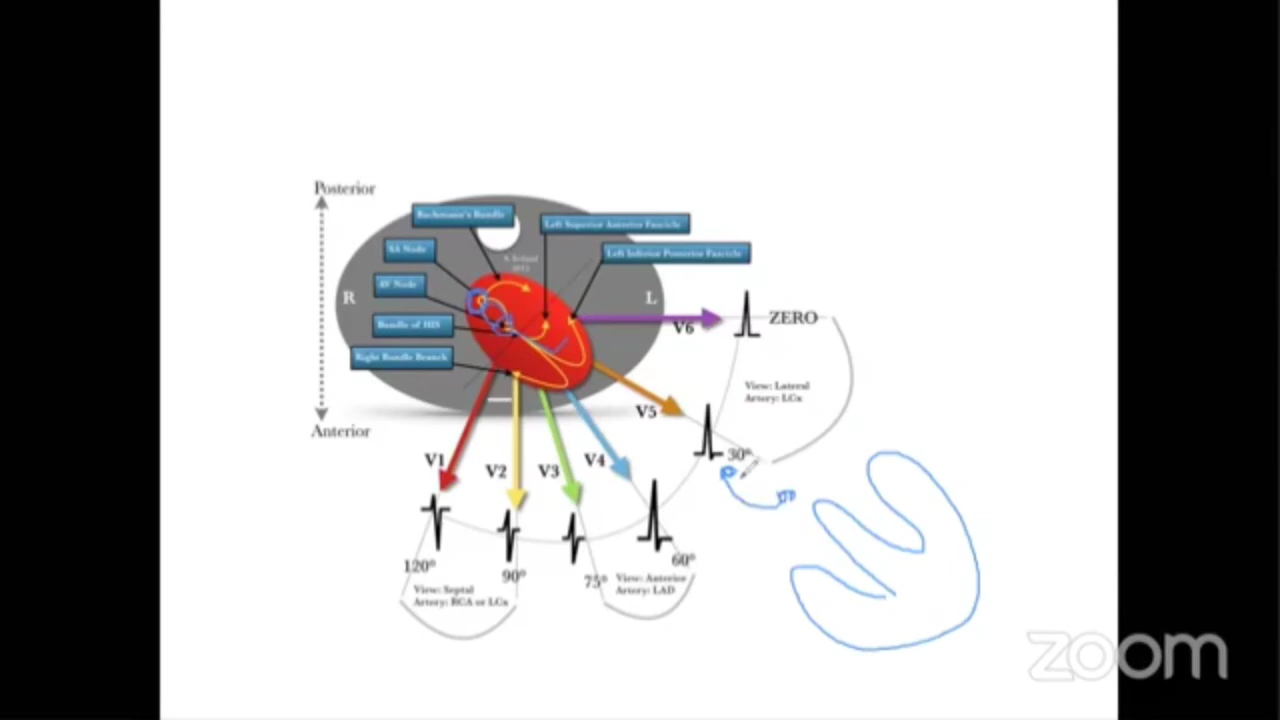 Posterior
Bachmann's Bundle
Left Superior Anterior Fascicle
SA Node
Left Inferior Posterior Fascicle
AV Node
R
L
Bundle of HIS
V6
ZERO
Right Bundle Branch
View: Lateral
Artery: LCx
V5
Anterior
30°
V1
V2
V3
V4
120°
90°
75°
60°
View: Septal
Artery: RCA or LCx
View: Anterior
Artery: LAD
zoom